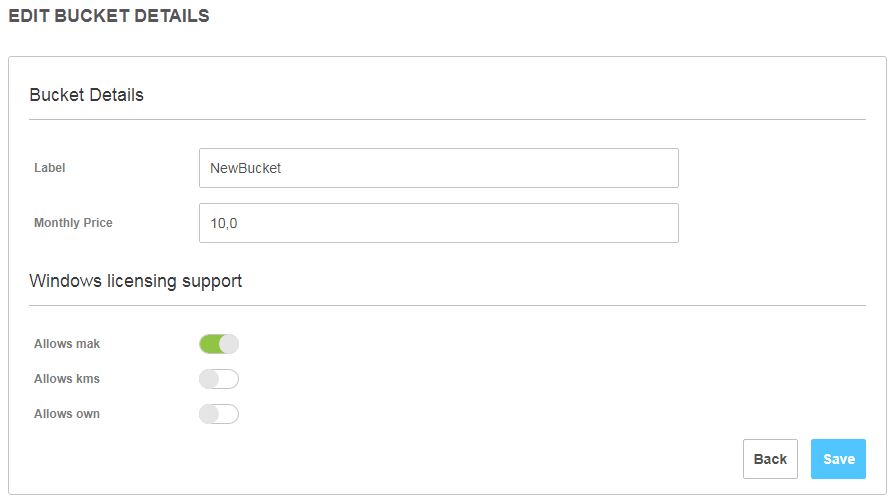 EDIT BUCKET DETAILS
Bucket Details
Label NewBucket
Monthly Price 10,0
Windows licensing support
Allows mak
Allows kms
Allows own
Back Save